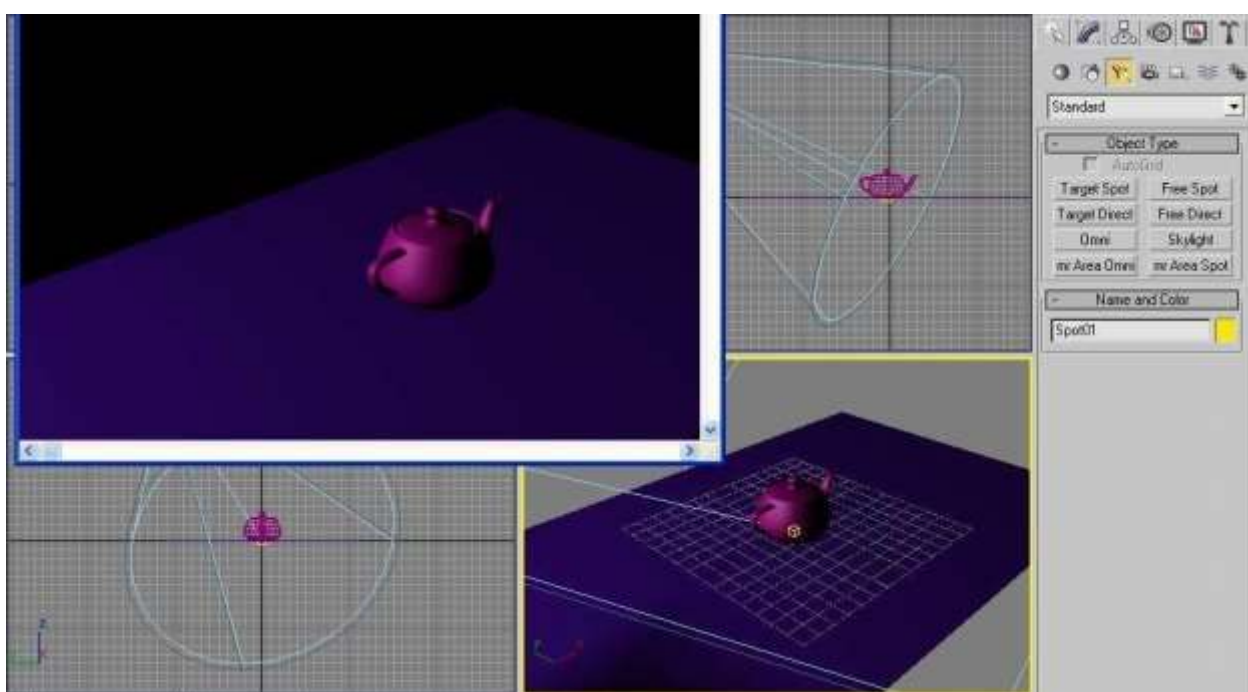 Standard
- Object Type
AutoGrid
Target Spot Free Spot
Target Direct Free Direct
Omni Skylight
mr Area Omni mr Area Spot
- Name and Color
Spot01
z